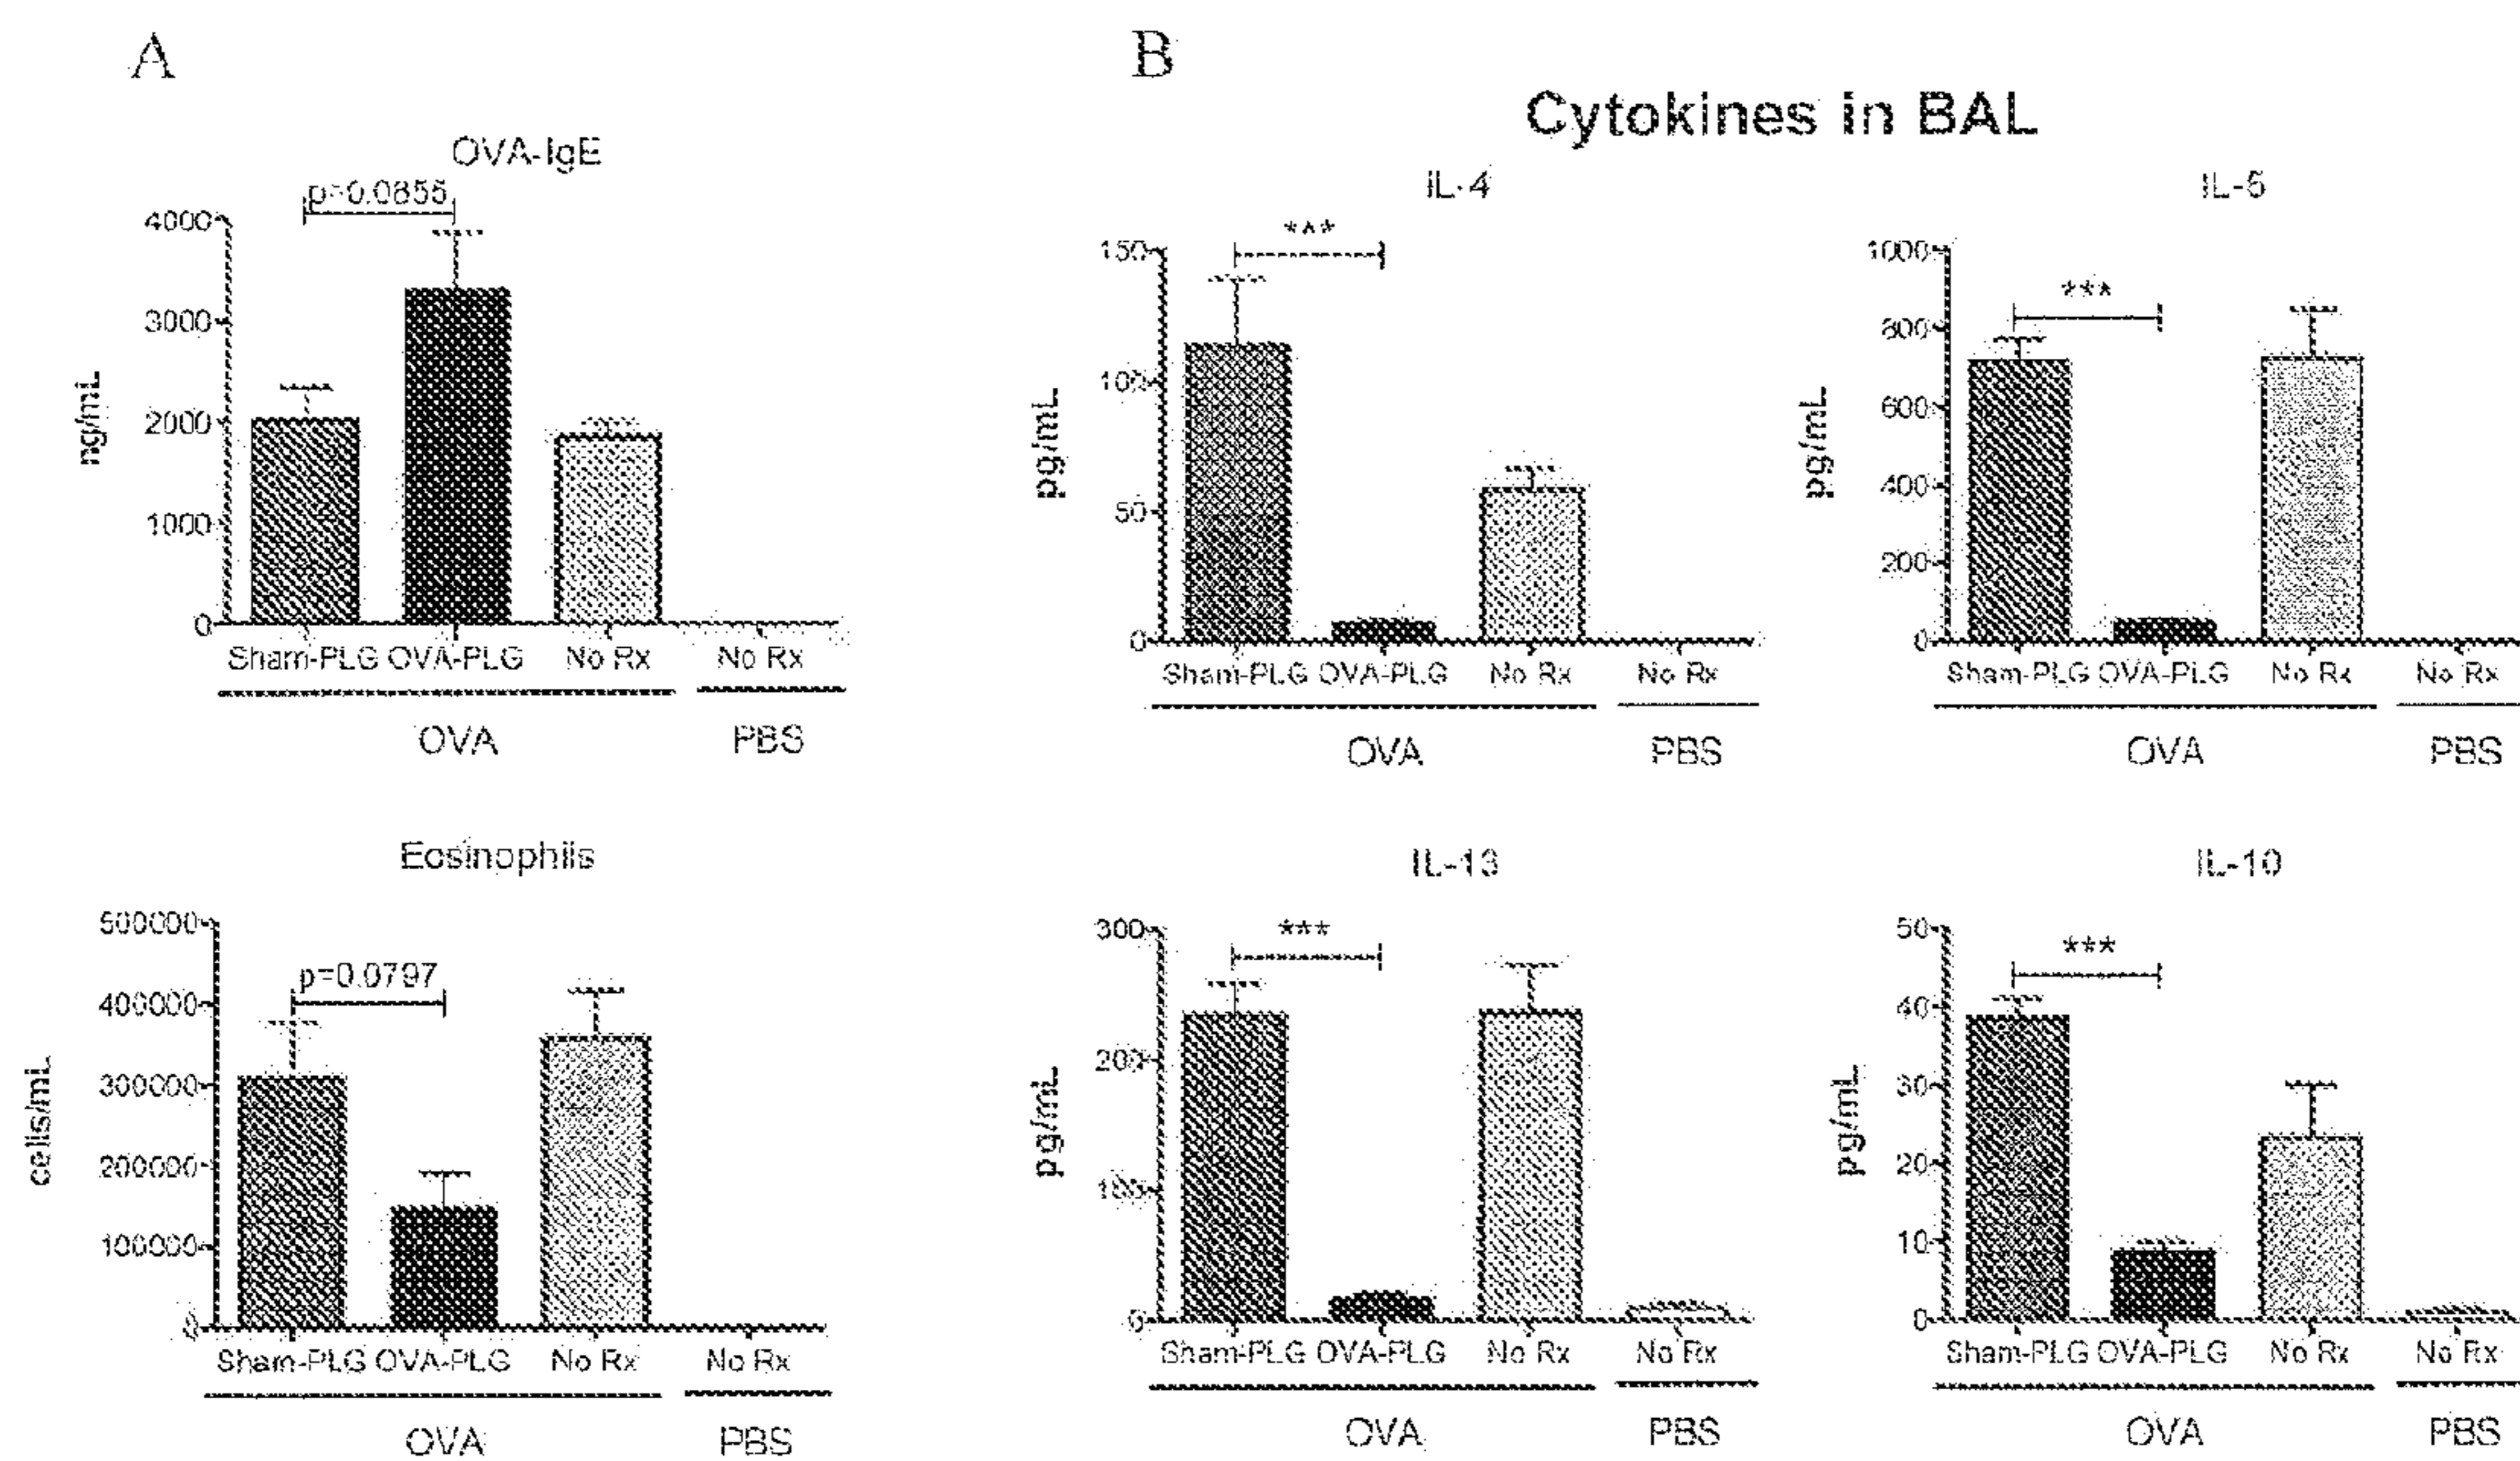 A
OVA-IgE
p=0.0855
4000
3000
2000
1000
0
ng/mL
Sham-PLG OVA-PLG No Rx No Rx
OVA PBS
Eosinophils
p=0.0797
500000
400000
300000
200000
100000
0
cells/mL
Sham-PLG OVA-PLG No Rx No Rx
OVA PBS
B
Cytokines in BAL
IL-4
***
150
100
50
0
pg/mL
Sham-PLG OVA-PLG No Rx No Rx
OVA PBS
IL-5
***
1000
800
600
400
200
0
pg/mL
Sham-PLG OVA-PLG No Rx No Rx
OVA PBS
IL-13
***
300
200
100
0
pg/mL
Sham-PLG OVA-PLG No Rx No Rx
OVA PBS
IL-10
***
50
40
30
20
10
0
pg/mL
Sham-PLG OVA-PLG No Rx No Rx
OVA PBS